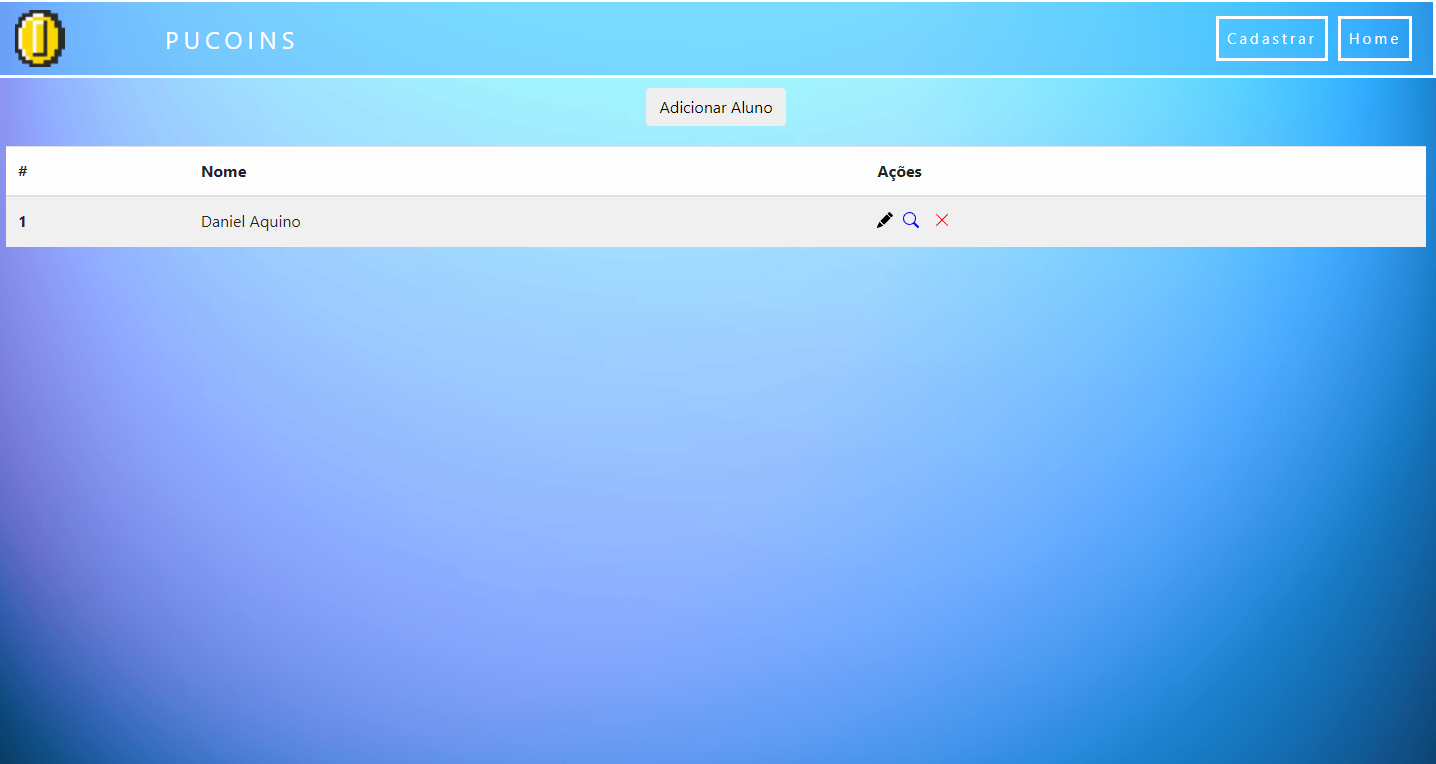 PUCOINS
Cadastrar Home
Adicionar Aluno
# Nome Ações
1 Daniel Aquino